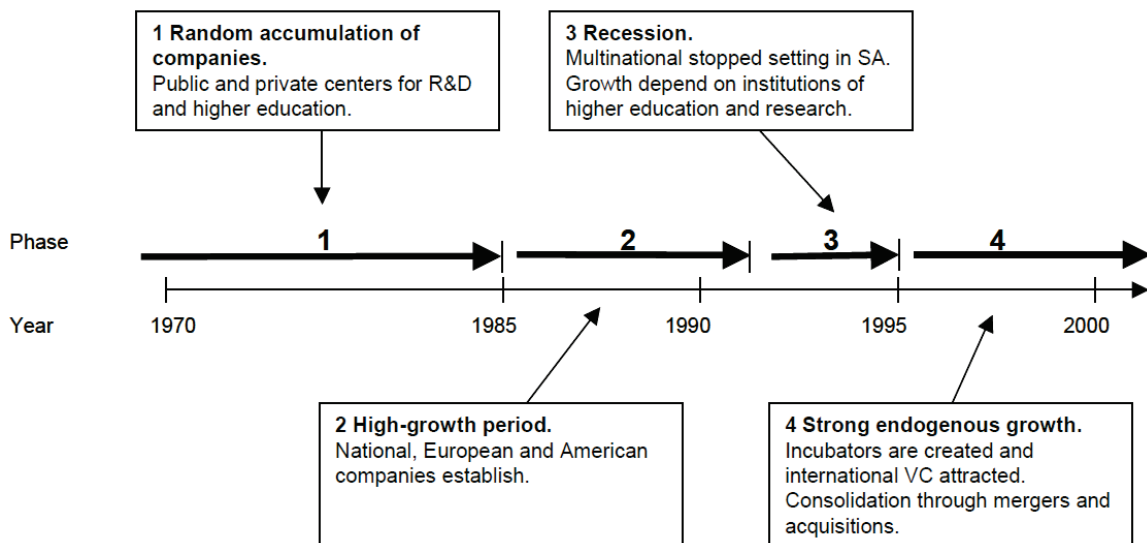 1 Random accumulation of
companies.
Public and private centers for R&D
and higher education.
3 Recession.
Multinational stopped setting in SA.
Growth depend on institutions of
higher education and research.
Phase
1
2
3
4
Year
1970
1985
1990
1995
2000
2 High-growth period.
National, European and American
companies establish.
4 Strong endogenous growth.
Incubators are created and
international VC attracted.
Consolidation through mergers and
acquisitions.